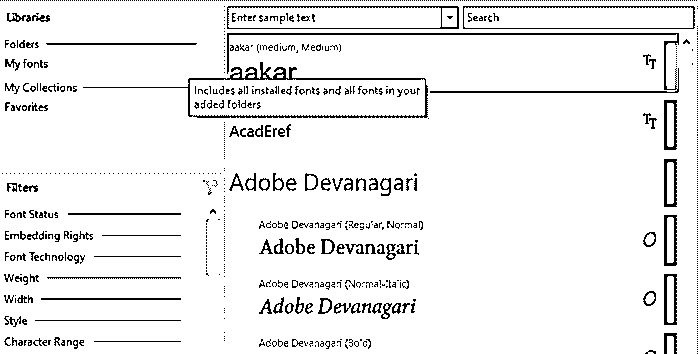 Libraries
Enter sample text
Search
Folders
My fonts
My Collections
Favorites
aakar (medium, Medium)
aakar
Includes all installed fonts and all fonts in your
added folders
AcadEref
Adobe Devanagari
Filters
Font Status
Embedding Rights
Font Technology
Weight
Width
Style
Character Range
Adobe Devanagari (Regular, Normal)
Adobe Devanagari
Adobe Devanagari (Normal-Italic)
Adobe Devanagari
Adobe Devanagari (Bold)